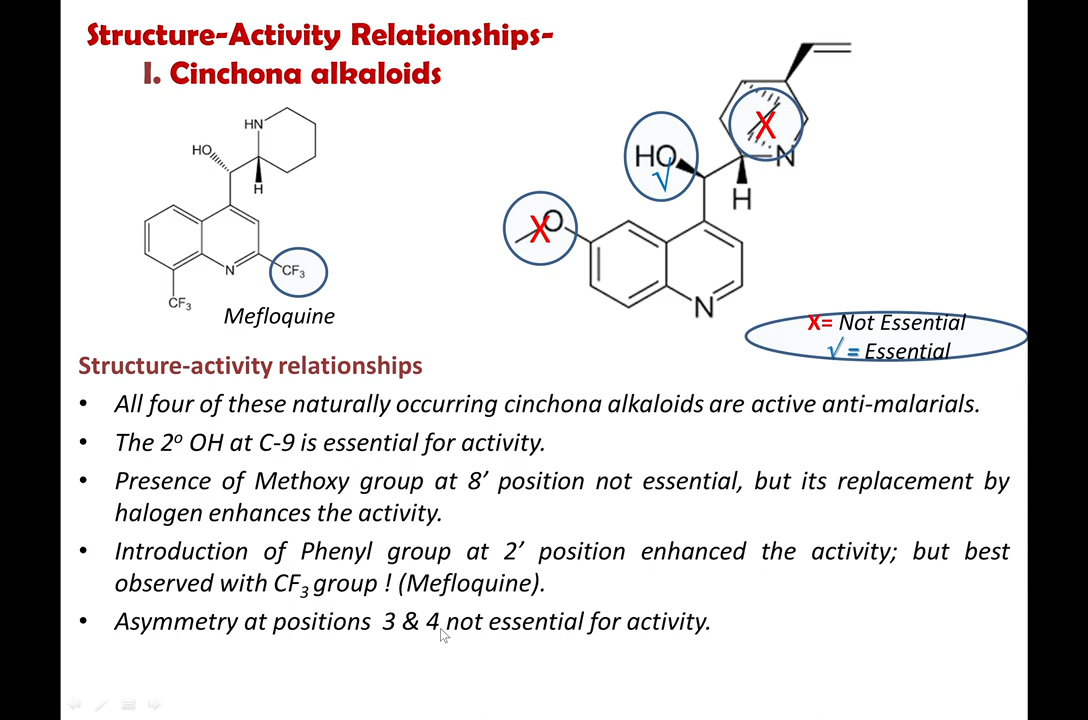 Structure-Activity Relationships-
I. Cinchona alkaloids
HN
HO
H
N
CF3
CF3
Mefloquine
HO
√
X
N
H
X
O
N
X= Not Essential
√ = Essential
Structure-activity relationships
• All four of these naturally occurring cinchona alkaloids are active anti-malarials.
• The 2º OH at C-9 is essential for activity.
• Presence of Methoxy group at 8’ position not essential, but its replacement by
halogen enhances the activity.
• Introduction of Phenyl group at 2’ position enhanced the activity; but best
observed with CF3 group ! (Mefloquine).
• Asymmetry at positions 3 & 4 not essential for activity.